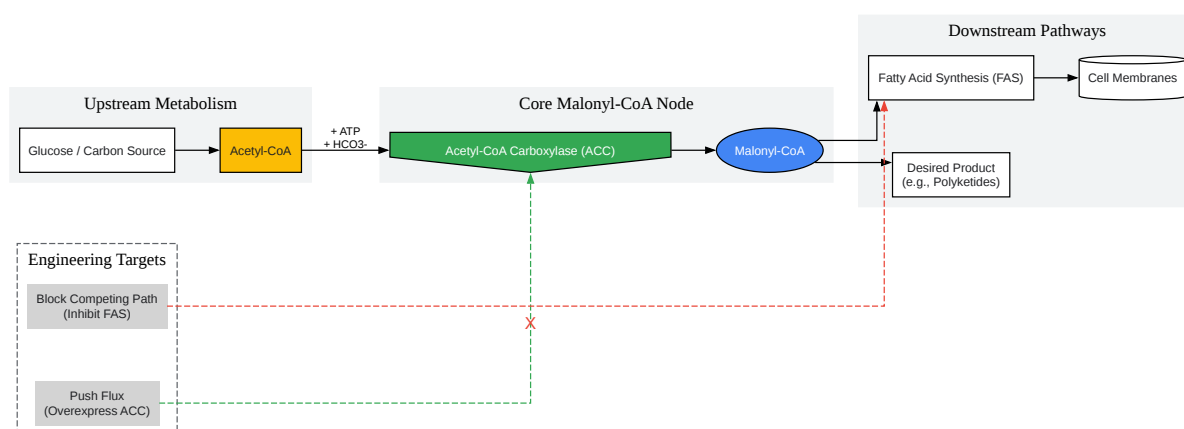 Downstream Pathways
Fatty Acid Synthesis (FAS)
Cell Membranes
Upstream Metabolism
Core Malonyl-CoA Node
Glucose / Carbon Source
Acetyl-CoA
+ ATP
+ HCO3-
Acetyl-CoA Carboxylase (ACC)
Malonyl-CoA
Desired Product
(e.g., Polyketides)
Engineering Targets
Block Competing Path
(Inhibit FAS)
X
Push Flux
(Overexpress ACC)